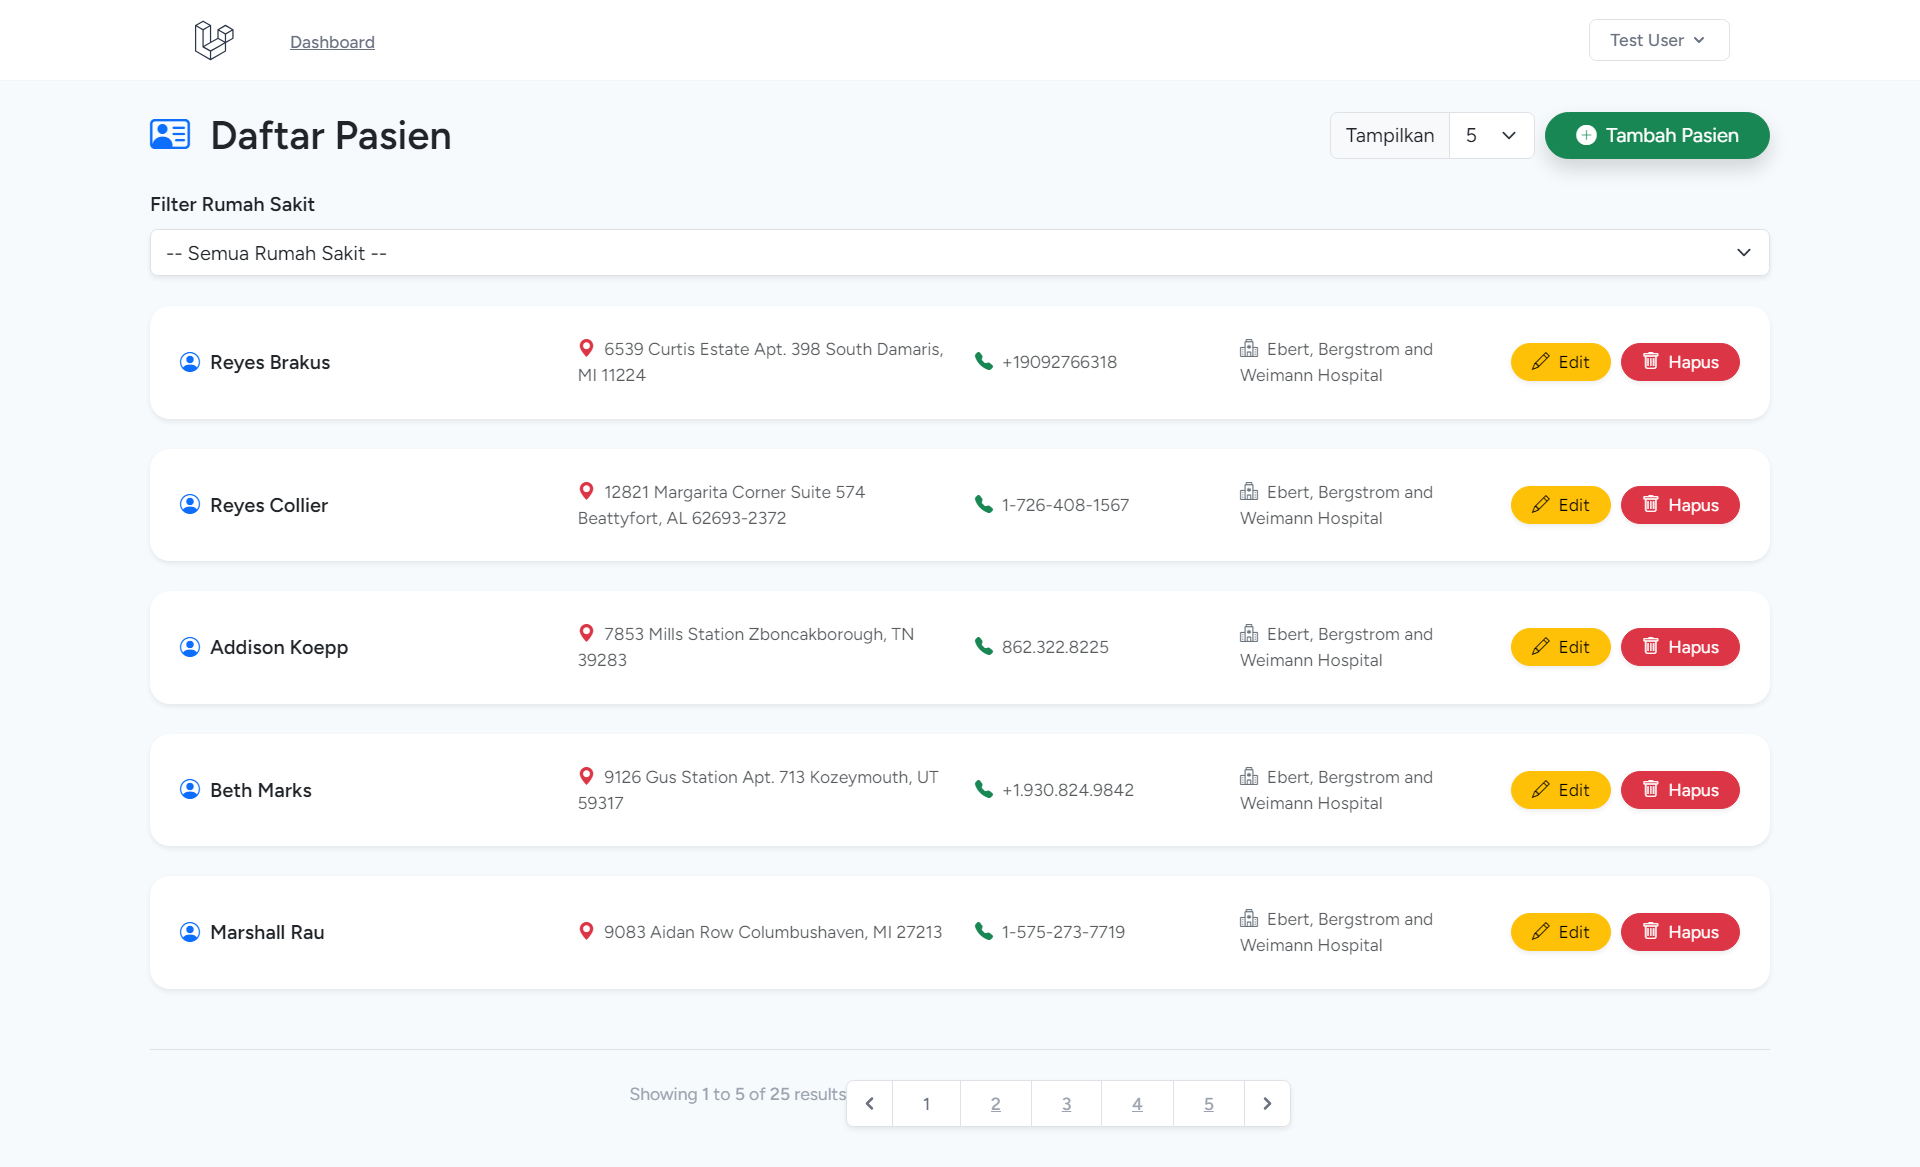 Dashboard
Test User
Daftar Pasien
Tampilkan 5
Tambah Pasien
Filter Rumah Sakit
-- Semua Rumah Sakit --
Reyes Brakus
6539 Curtis Estate Apt. 398 South Damaris,
MI 11224
+19092766318
Ebert, Bergstrom and
Weimann Hospital
Edit
Hapus
Reyes Collier
12821 Margarita Corner Suite 574
Beattyfort, AL 62693-2372
1-726-408-1567
Ebert, Bergstrom and
Weimann Hospital
Edit
Hapus
Addison Koepp
7853 Mills Station Zboncakborough, TN
39283
862.322.8225
Ebert, Bergstrom and
Weimann Hospital
Edit
Hapus
Beth Marks
9126 Gus Station Apt. 713 Kozeymouth, UT
59317
+1.930.824.9842
Ebert, Bergstrom and
Weimann Hospital
Edit
Hapus
Marshall Rau
9083 Aidan Row Columbushaven, MI 27213
1-575-273-7719
Ebert, Bergstrom and
Weimann Hospital
Edit
Hapus
Showing 1 to 5 of 25 results
1 2 3 4 5